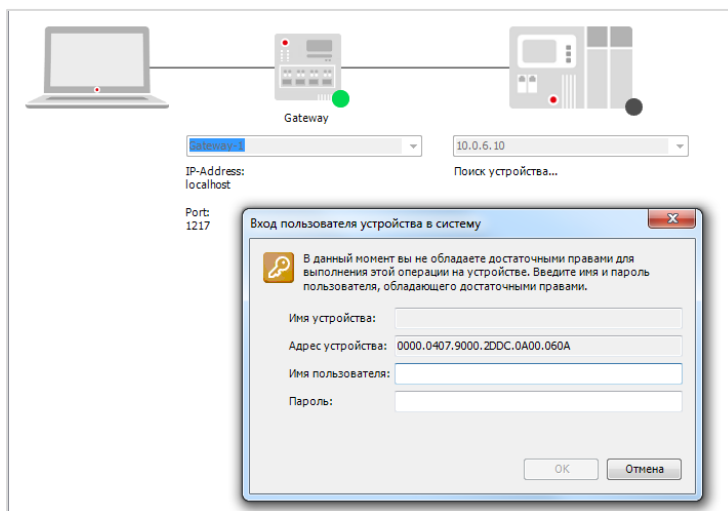 Gateway
Gateway-1
10.0.6.10
IP-Address:
localhost
Поиск устройства...
Port:
1217
Вход пользователя устройства в систему
В данный момент вы не обладаете достаточными правами для
выполнения этой операции на устройстве. Введите имя и пароль
пользователя, обладающего достаточными правами.
Имя устройства:
Адрес устройства: 0000.0407.9000.2DDC.0A00.060A
Имя пользователя:
Пароль:
OK
Отмена